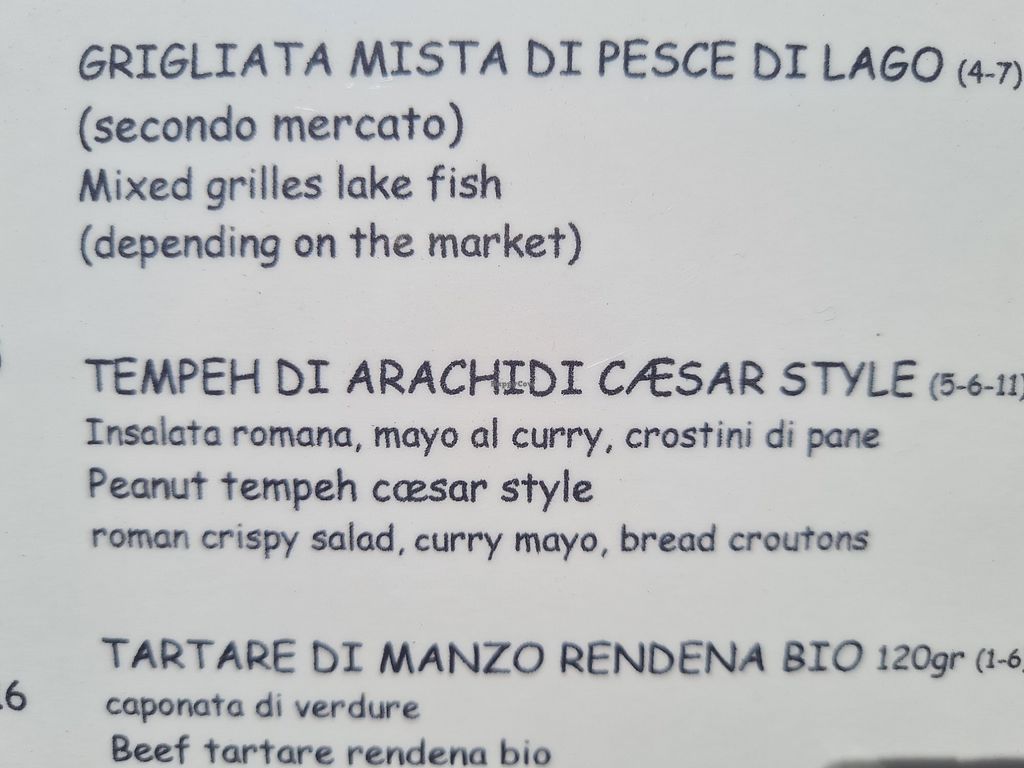 GRIGLIATA MISTA DI PESCE DI LAGO (4-7)
(secondo mercato)
Mixed grilles lake fish
(depending on the market)
TEMPEH DI ARACHIDI CÆSAR STYLE (5-6-11)
Insalata romana, mayo al curry, crostini di pane
Peanut tempeh cæsar style
roman crispy salad, curry mayo, bread croutons
TARTARE DI MANZO RENDENA BIO 120gr (1-6
.6
caponata di verdure
Beef tartare rendena bio